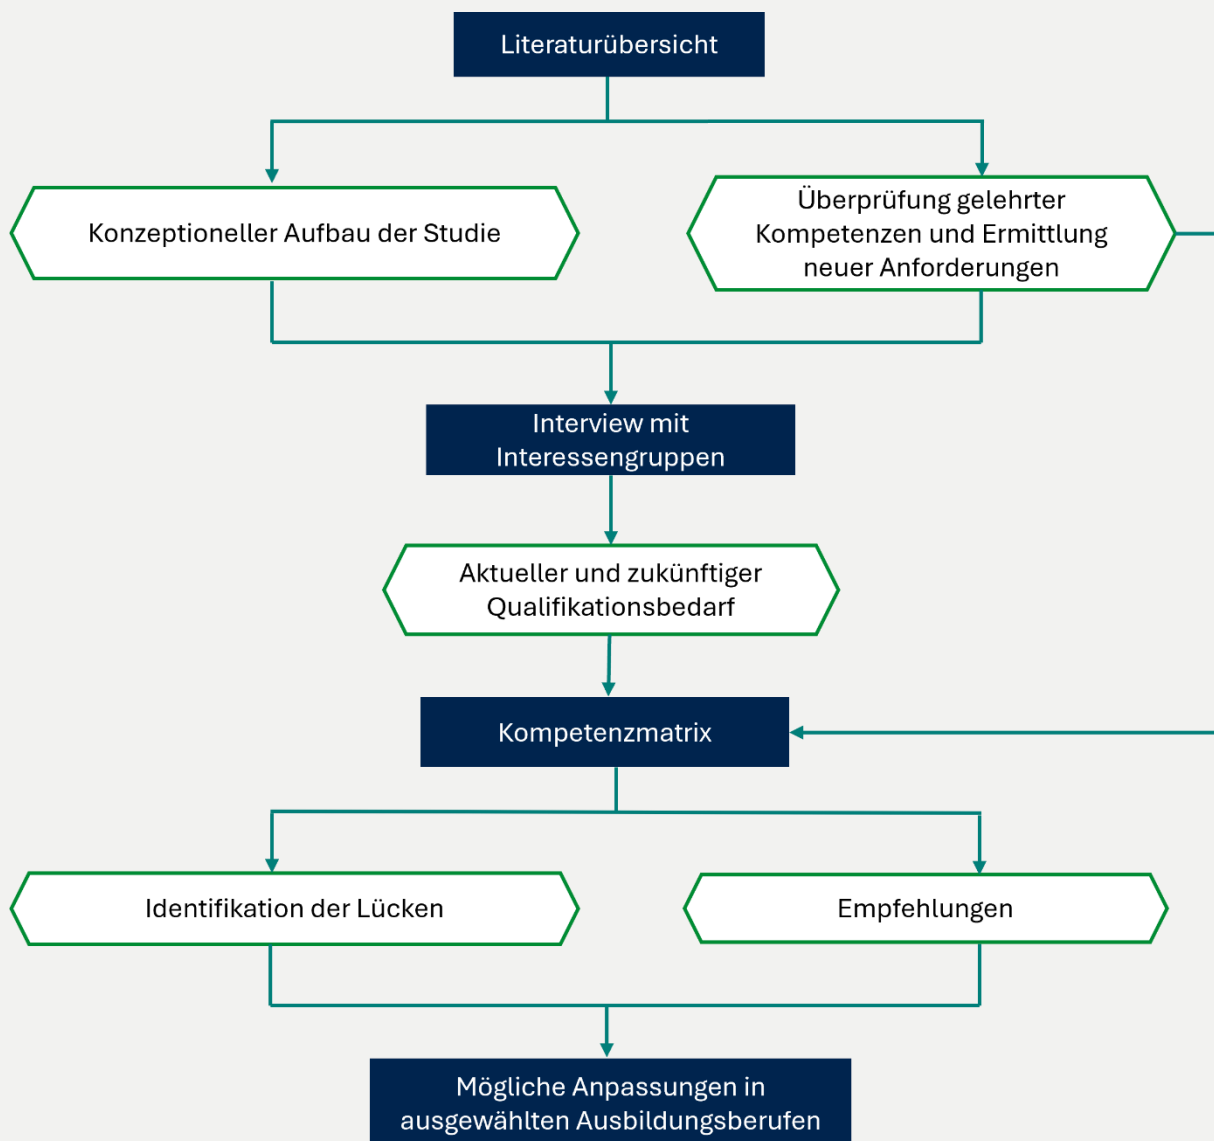 Literaturübersicht
Konzeptioneller Aufbau der Studie
Überprüfung gelehrter
Kompetenzen und Ermittlung
neuer Anforderungen
Interview mit
Interessengruppen
Aktueller und zukünftiger
Qualifikationsbedarf
Kompetenzmatrix
Identifikation der Lücken
Empfehlungen
Mögliche Anpassungen in
ausgewählten Ausbildungsberufen